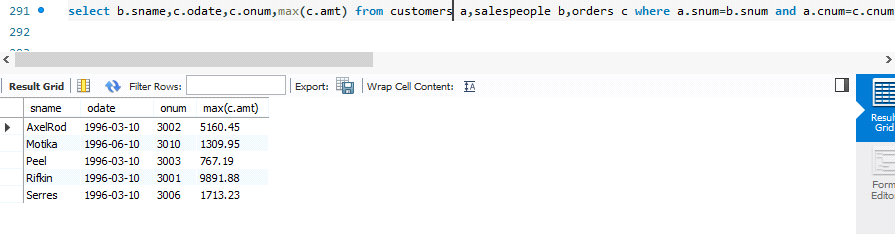 291 select b.sname,c.odate,c.onum,max(c.amt) from customers a,salespeople b,orders c where a.snum=b.snum and a.cnum=c.cnum
292
Result Grid Filter Rows: Export: Wrap Cell Content: IA
sname odate onum max(c.amt)
AxelRod 1996-03-10 3002 5160.45
Motika 1996-06-10 3010 1309.95
Peel 1996-03-10 3003 767.19
Rifkin 1996-03-10 3001 9891.88
Serres 1996-03-10 3006 1713.23
Resul
Grid
Form
Edito